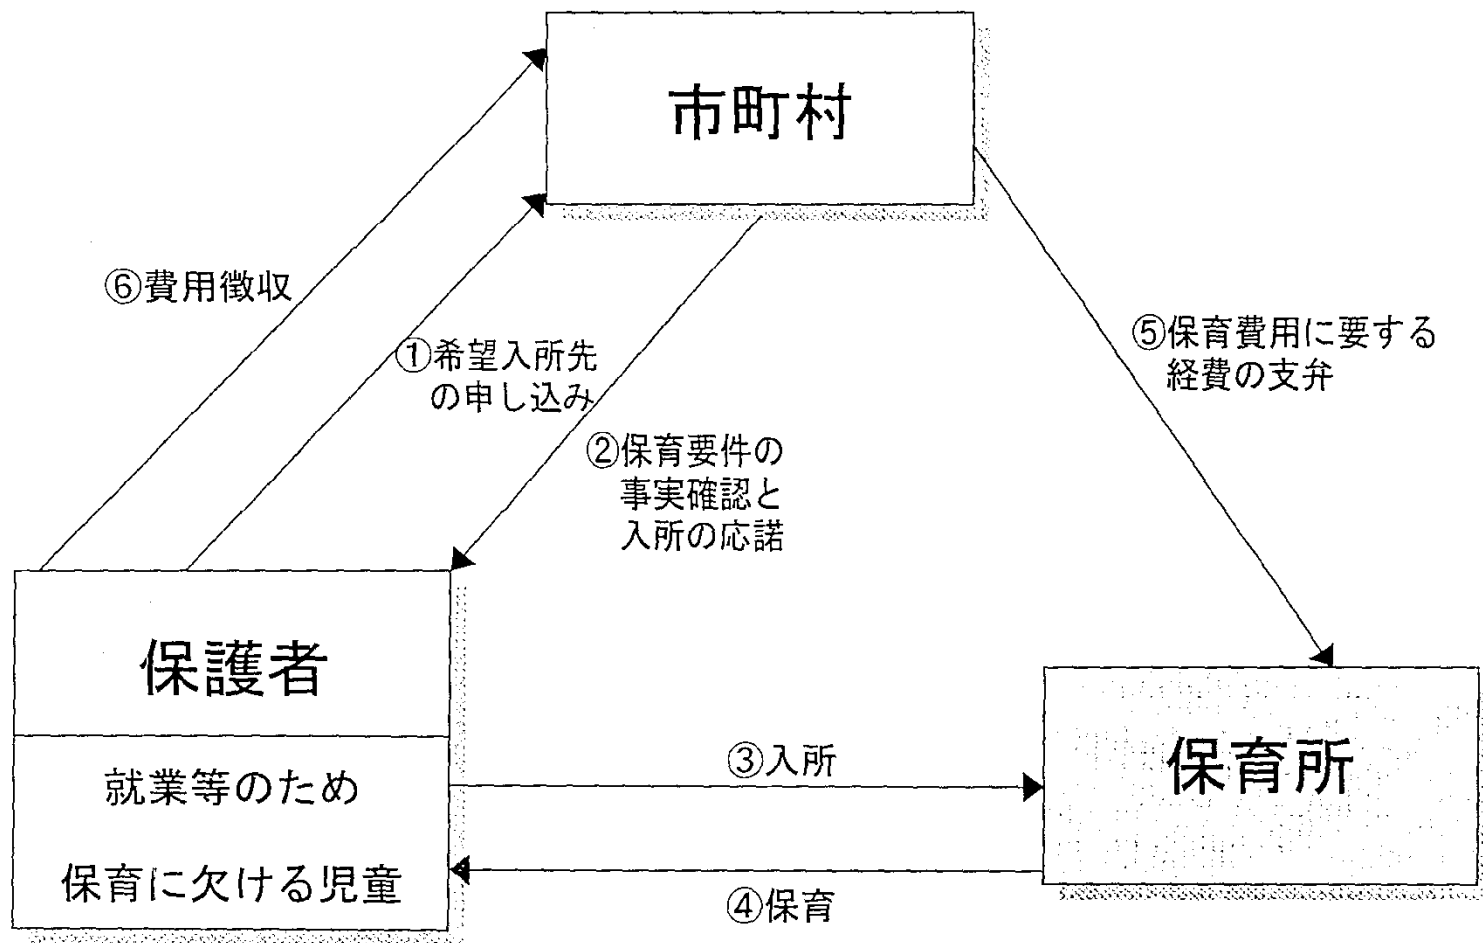 市町村
⑥費用徴収
①希望入所先
の申し込み
⑤保育費用に要する
経費の支弁
②保育要件の
事実確認と
入所の応諾
保護者
就業等のため
保育に欠ける児童
③入所
④保育
保育所